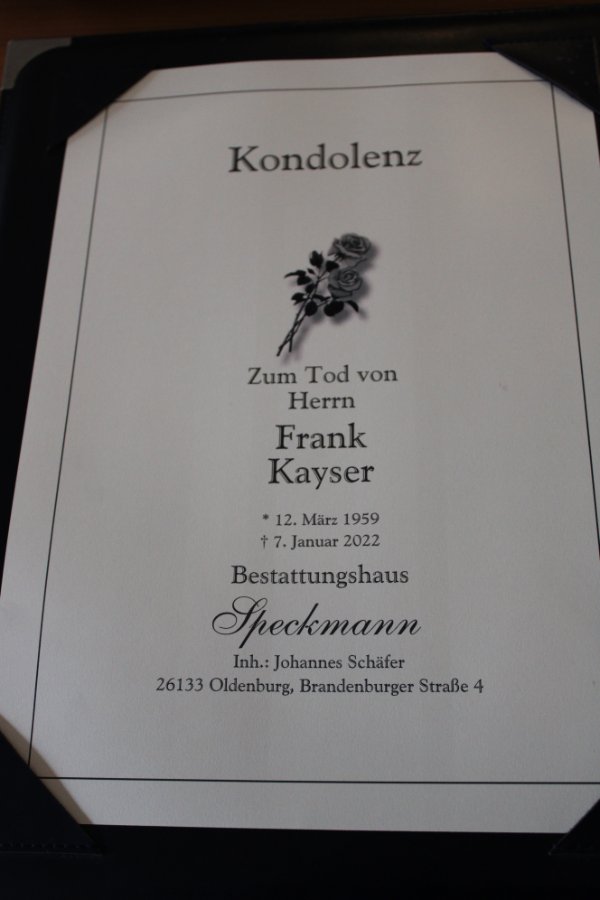 Kondolenz
Zum Tod von
Herrn
Frank
Kayser
* 12. März 1959
† 7. Januar 2022
Bestattungshaus
Speckmann
Inh.: Johannes Schäfer
26133 Oldenburg, Brandenburger Straße 4